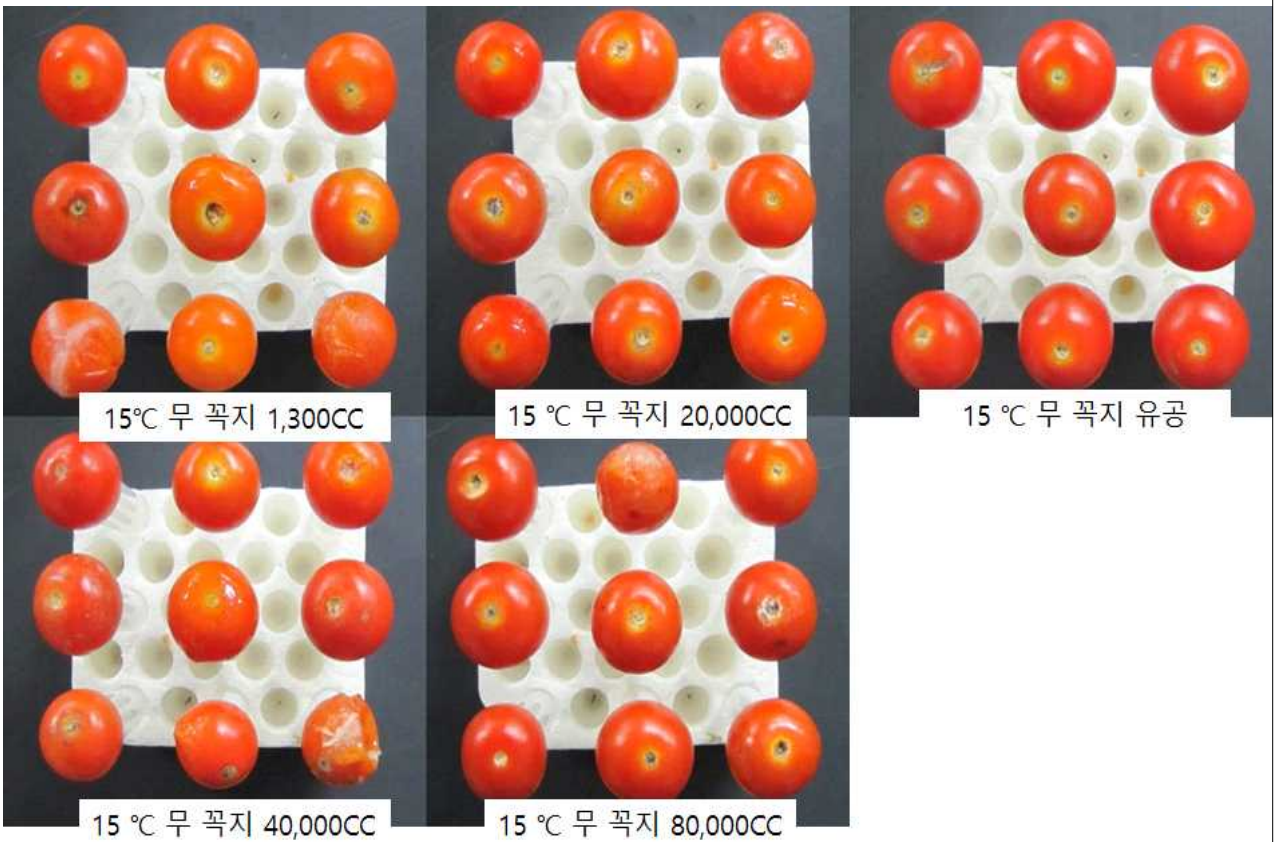 15℃ 무 꼭지 1,300CC
15 ℃ 무 꼭지 20,000CC
15 ℃ 무 꼭지 유공
15 ℃ 무 꼭지 40,000CC
15 ℃ 무 꼭지 80,000CC